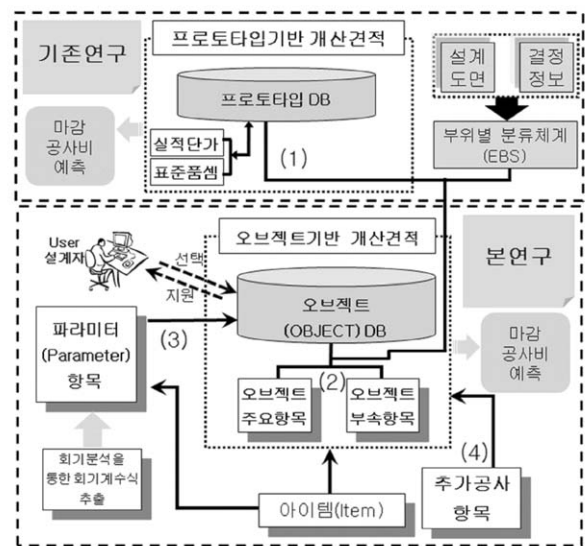 기존연구
프로토타입기반 개산견적
프로토타입 DB
마감
공사비
예측
실적단가
표준품셈
(1)
설계
도면
결정
정보
부위별 분류체계
(EBS)
오브젝트기반 개산견적
본연구
User
설계자
선택
지원
오브젝트
(OBJECT) DB
파라미터
(Parameter)
항목
(3)
(2)
오브젝트
주요항목
오브젝트
부속항목
마감
공사비
예측
(4)
회기분석을
통한 회기계수식
추출
아이템(Item)
추가공사
항목